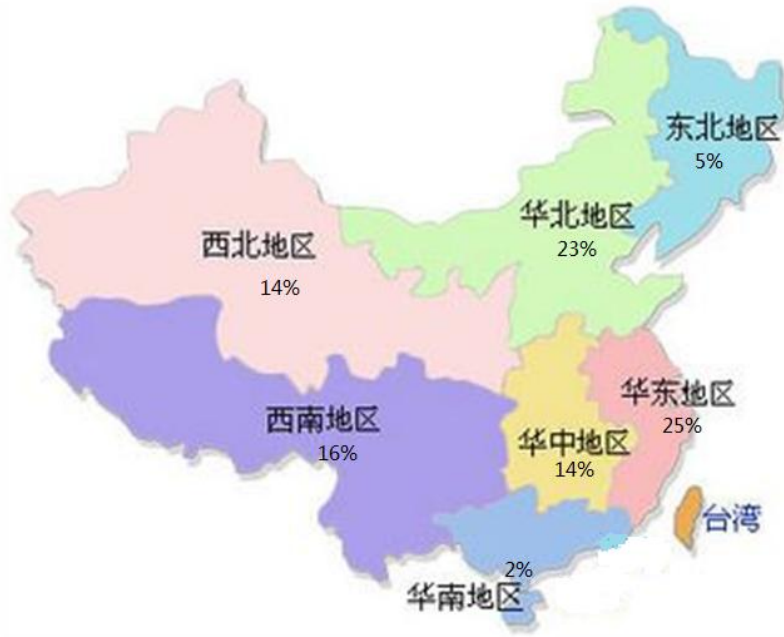 东北地区
5%
华北地区
23%
西北地区
14%
华东地区
25%
西南地区
16%
华中地区
14%
台湾
2%
华南地区